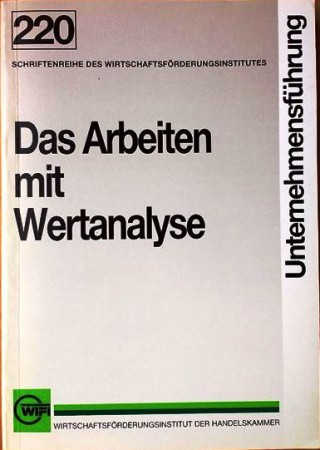 220
SCHRIFTENREIHE DES WIRTSCHAFTSFÖRDERUNGSINSTITUTES
Das Arbeiten
mit
Wertanalyse
Unternehmensführung
WIFI
WIRTSCHAFTSFÖRDERUNGSINSTITUT DER HANDELSKAMMER